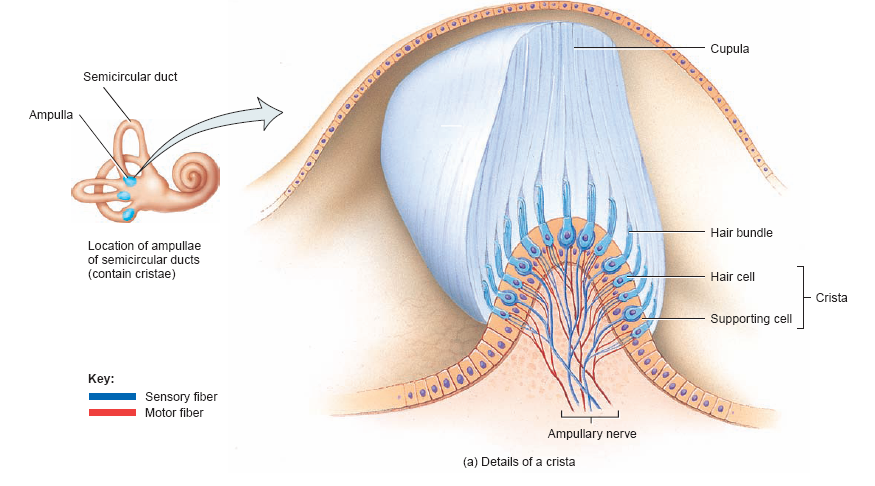 Semicircular duct
Ampulla
Location of ampullae
of semicircular ducts
(contain cristae)
Key:
Sensory fiber
Motor fiber
Cupula
Hair bundle
Hair cell
Crista
Supporting cell
Ampullary nerve
(a) Details of a crista